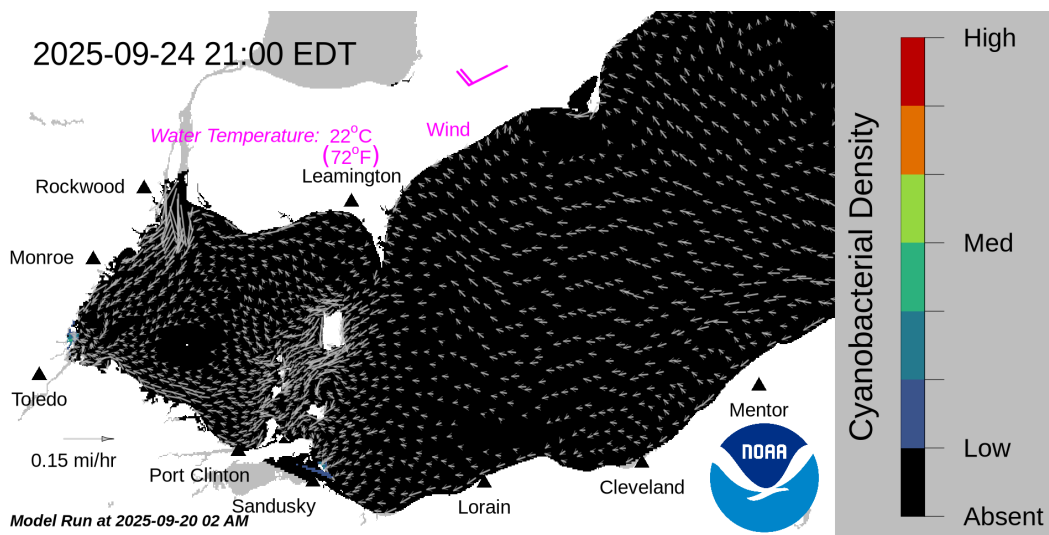 2025-09-24 21:00 EDT
High
Wind
Water Temperature: 22°C
(72°F)
Leamington
Rockwood
Med
Monroe
Cyanobacterial Density
Toledo
Mentor
NOAA
Low
0.15 mi/hr
Port Clinton
Cleveland
Sandusky
Lorain
Model Run at 2025-09-20 02 AM
Absent